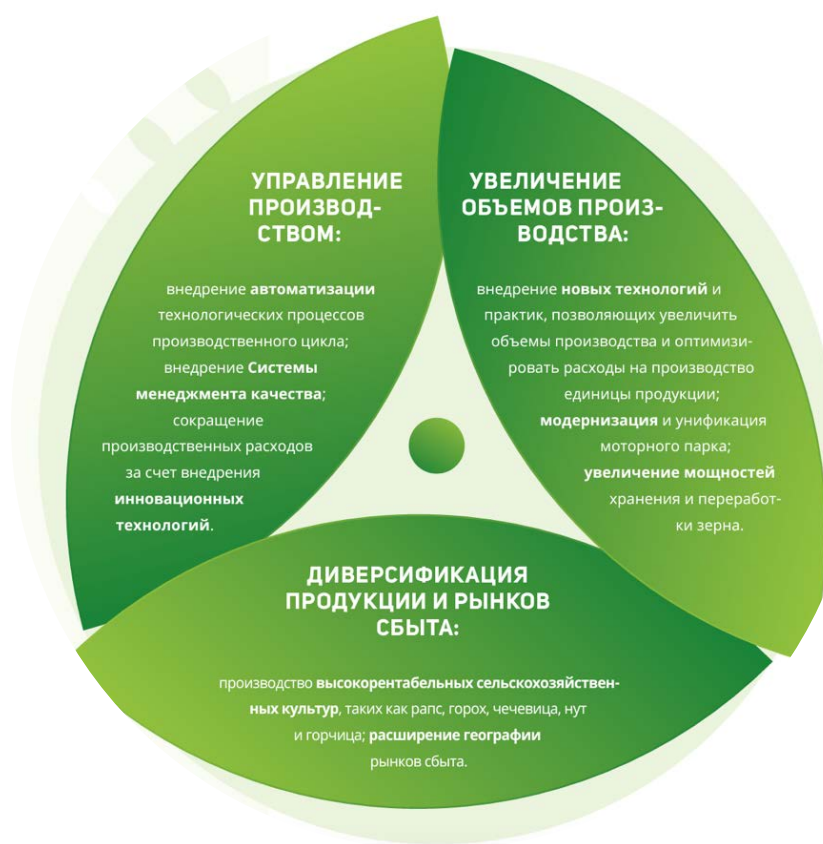 УПРАВЛЕНИЕ
ПРОИЗВОД-
СТВОМ:
внедрение автоматизации
технологических процессов
производственного цикла;
внедрение Системы
менеджмента качества;
сокращение
производственных расходов
за счет внедрения
инновационных
технологий.
УВЕЛИЧЕНИЕ
ОБЪЕМОВ ПРОИЗ-
ВОДСТВА:
внедрение новых технологий и
практик, позволяющих увеличить
объемы производства и оптимизи-
ровать расходы на производство
единицы продукции;
модернизация и унификация
моторного парка;
увеличение мощностей
хранения и переработ-
ки зерна.
ДИВЕРСИФИКАЦИЯ
ПРОДУКЦИИ И РЫНКОВ
СБЫТА:
производство высокорентабельных сельскохозяйствен-
ных культур, таких как рапс, горох, чечевица, нут
и горчица; расширение географии
рынков сбыта.